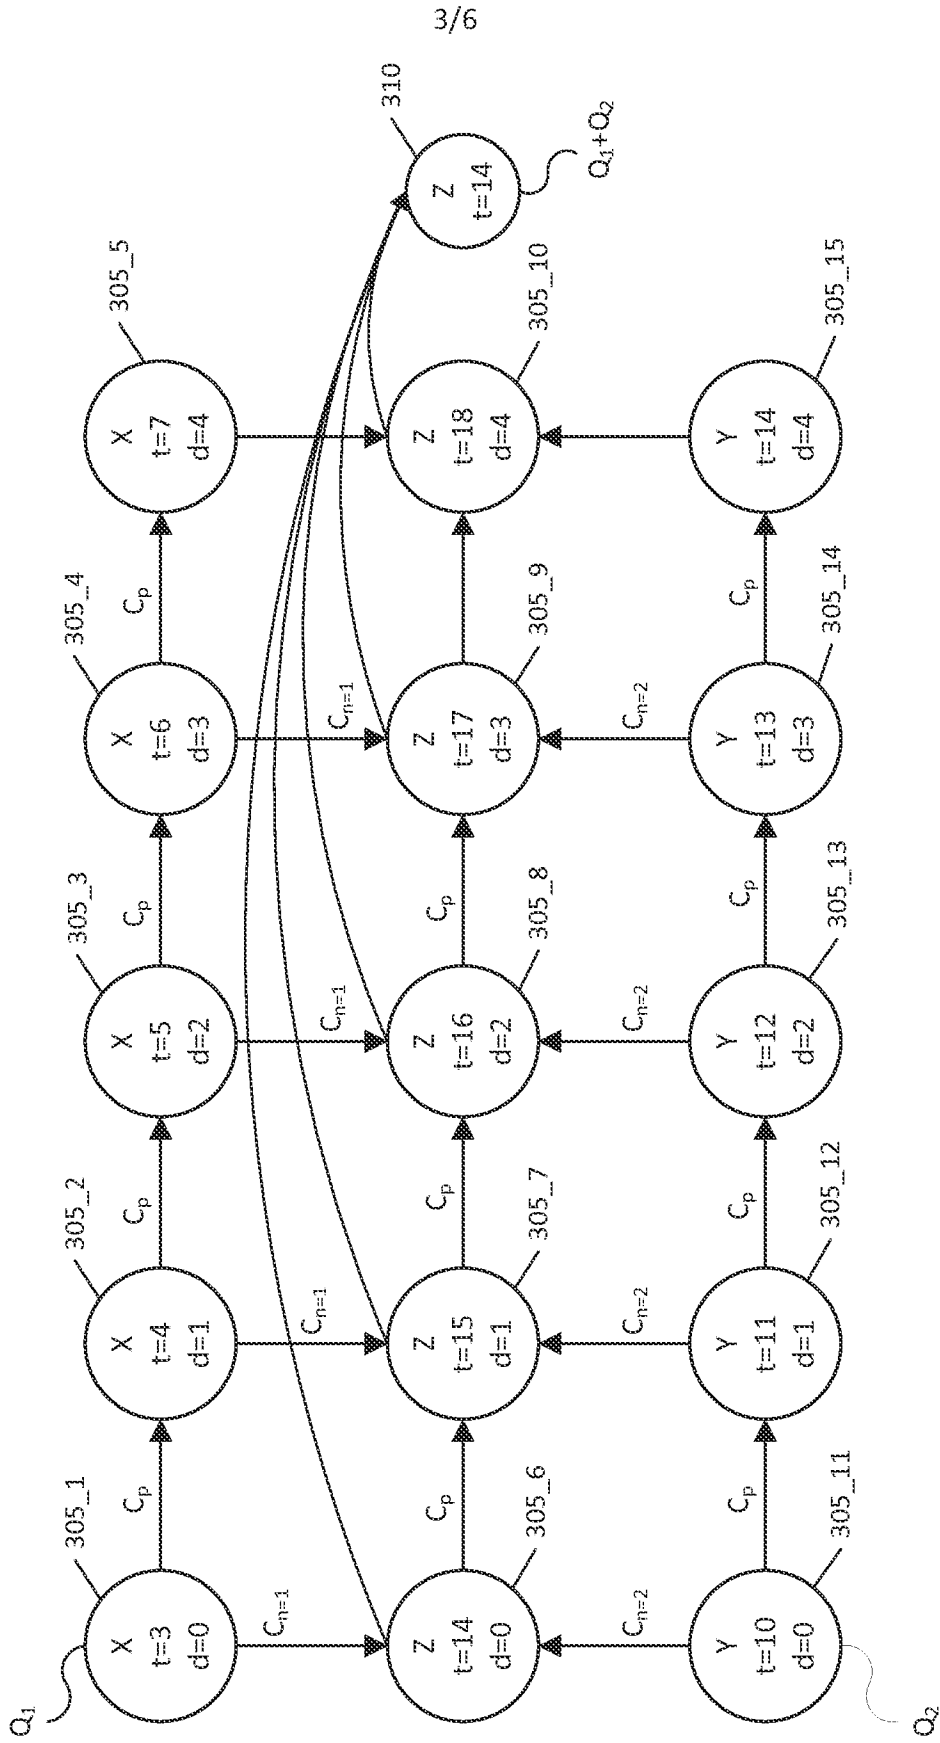 3/6
305_1
305_2
305_3
305_4
305_5
Q₁
X
t=3
d=0
Cₚ
X
t=4
d=1
Cₚ
X
t=5
d=2
Cₚ
X
t=6
d=3
Cₚ
X
t=7
d=4
Cₙ₌₁
Cₙ₌₁
Cₙ₌₁
Cₙ₌₁
310
Z
t=14
d=0
Cₚ
Z
t=15
d=1
Cₚ
Z
t=16
d=2
Cₚ
Z
t=17
d=3
Z
t=18
d=4
Z
t=14
305_6
305_7
305_8
305_9
305_10
Q₁+Q₂
Cₙ₌₂
Cₙ₌₂
Cₙ₌₂
Cₙ₌₂
Y
t=10
d=0
Cₚ
Y
t=11
d=1
Cₚ
Y
t=12
d=2
Cₚ
Y
t=13
d=3
Cₚ
Y
t=14
d=4
305_11
305_12
305_13
305_14
305_15
Q₂